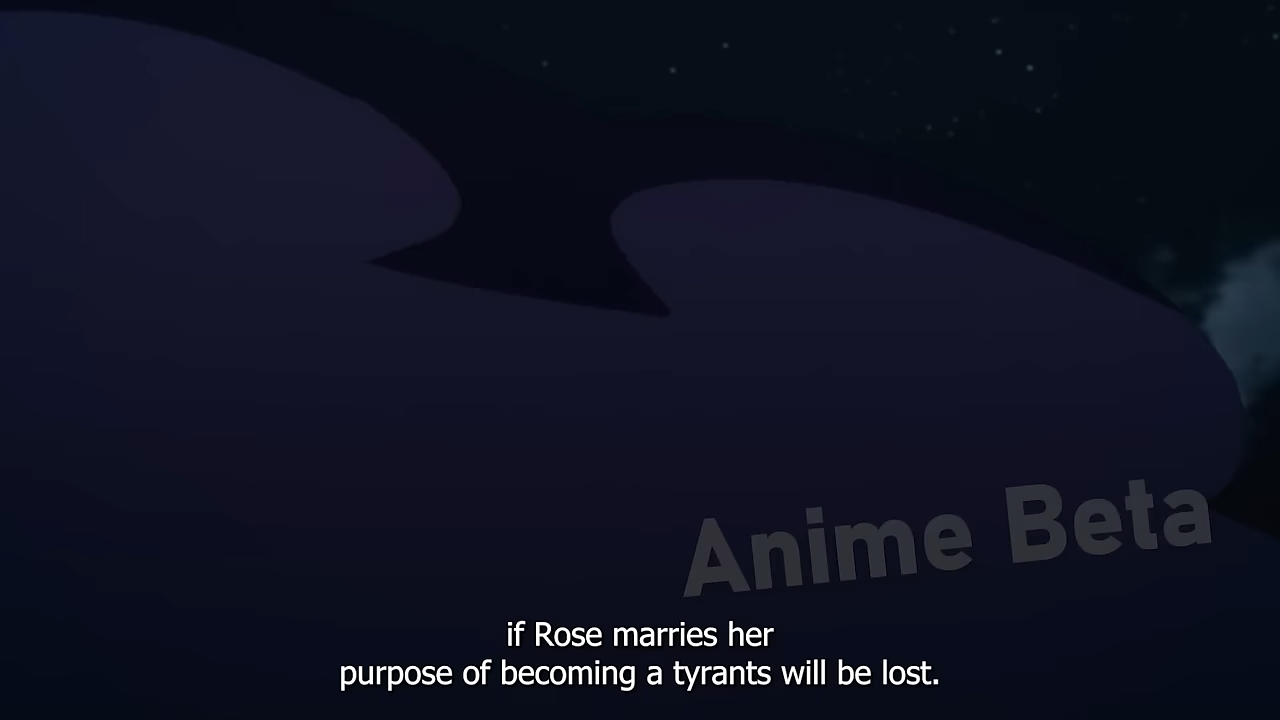 Anime Beta
if Rose marries her
purpose of becoming a tyrants will be lost.